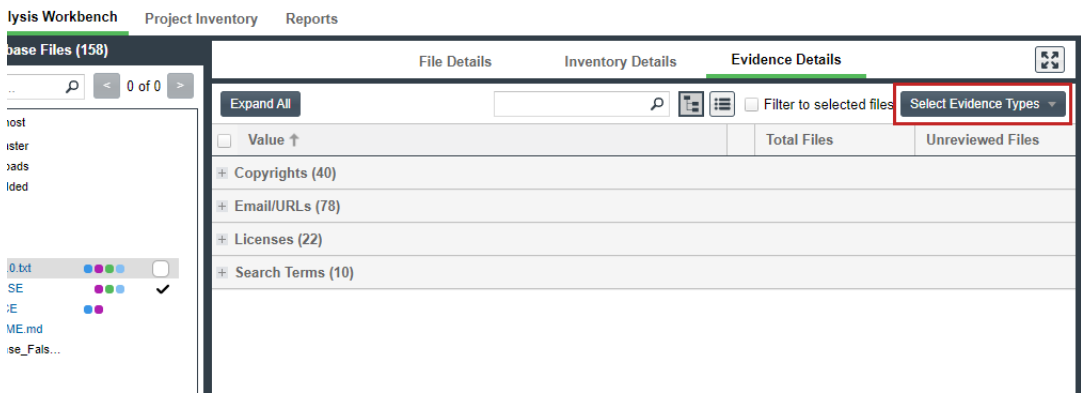 lysis Workbench Project Inventory Reports
base Files (158)
File Details Inventory Details Evidence Details
... < 0 of 0 >
Expand All Filter to selected files Select Evidence Types
Value Total Files Unreviewed Files
Copyrights (40)
Email/URLs (78)
Licenses (22)
Search Terms (10)
nost
aster
oads
lded
.0.txt
SE
CE
ME.md
se_Fals...